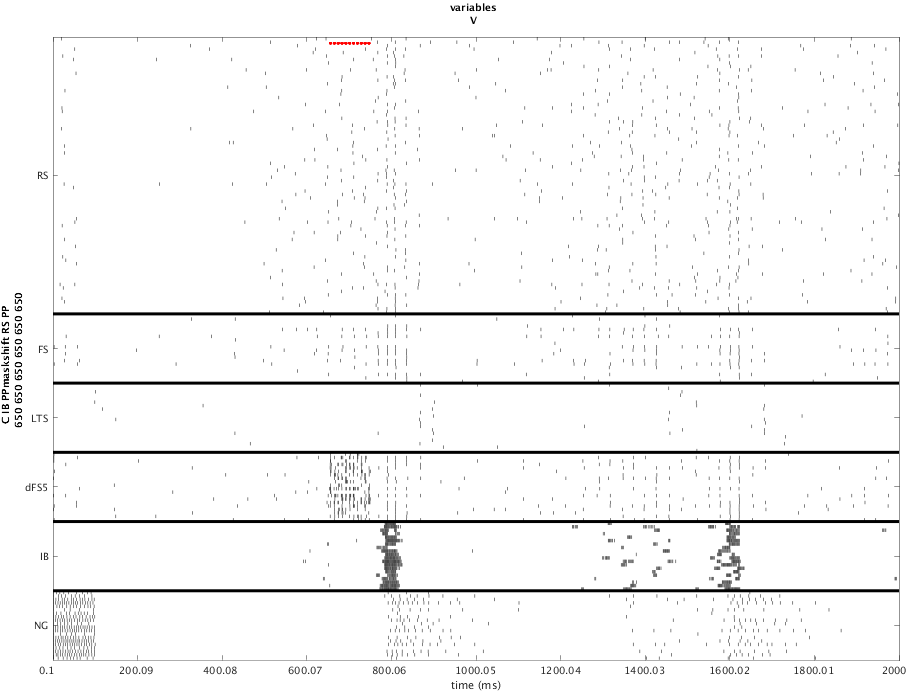 variables
V
C IB PPmaskshift RS PP
650 650 650 650 650 650
RS
FS
LTS
dFS5
IB
NG
0.1 200.09 400.08 600.07 800.06 1000.05 1200.04 1400.03 1600.02 1800.01 2000
time (ms)